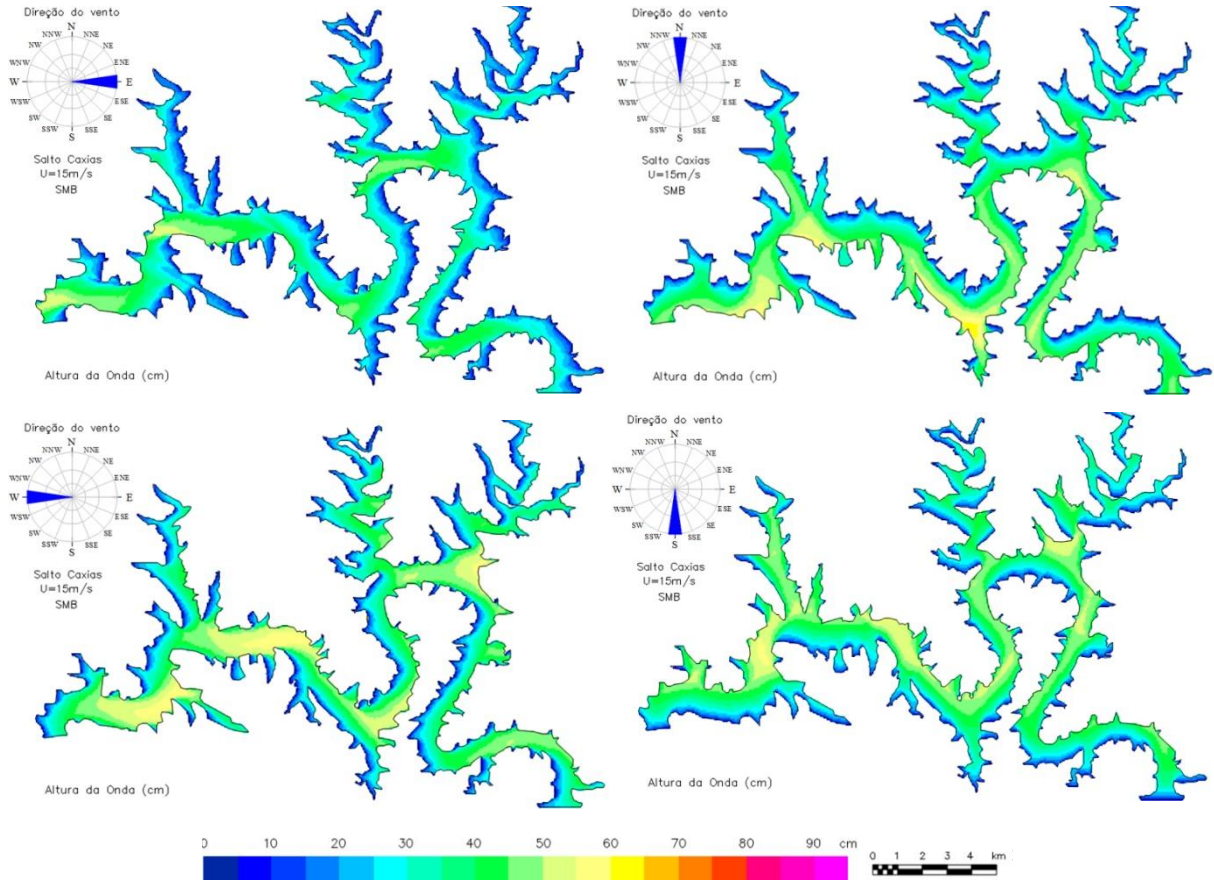 Direção do vento
N
NNW NNE
NW NE
WNW ENE
W E
WSW ESE
SW SE
SSW SSE
S
Salto Caxias
U=15m/s
SMB
Altura da Onda (cm)
Direção do vento
N
NNW NNE
NW NE
WNW ENE
W E
WSW ESE
SW SE
SSW SSE
S
Salto Caxias
U=15m/s
SMB
Altura da Onda (cm)
Direção do vento
N
NNW NNE
NW NE
WNW ENE
W E
WSW ESE
SW SE
SSW SSE
S
Salto Caxias
U=15m/s
SMB
Altura da Onda (cm)
Direção do vento
N
NNW NNE
NW NE
WNW ENE
W E
WSW ESE
SW SE
SSW SSE
S
Salto Caxias
U=15m/s
SMB
Altura da Onda (cm)
0 10 20 30 40 50 60 70 80 90 cm
0 1 2 3 4 km